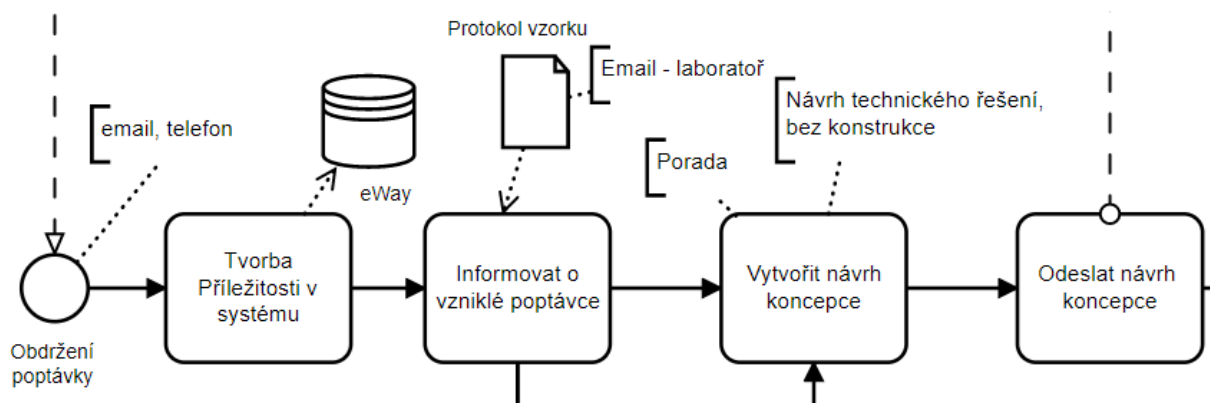 Protokol vzorku
Email - laboratoř
Návrh technického řešení,
bez konstrukce
email, telefon
Porada
eWay
Tvorba
Příležitosti v
systému
Informovat o
vzniklé poptávce
Vytvořit návrh
koncepce
Odeslat návrh
koncepce
Obdržení
poptávky